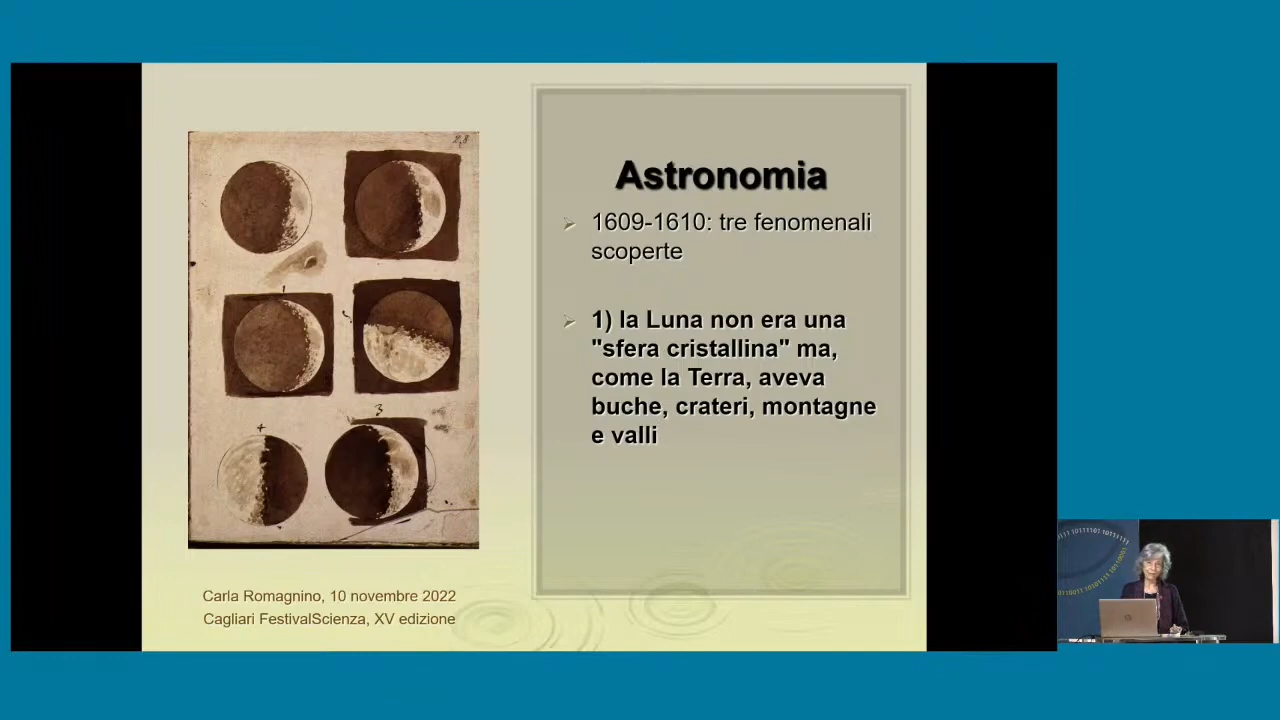 Astronomia
1609-1610: tre fenomenali
scoperte
1) la Luna non era una
"sfera cristallina" ma,
come la Terra, aveva
buche, crateri, montagne
e valli
Carla Romagnino, 10 novembre 2022
Cagliari FestivalScienza, XV edizione